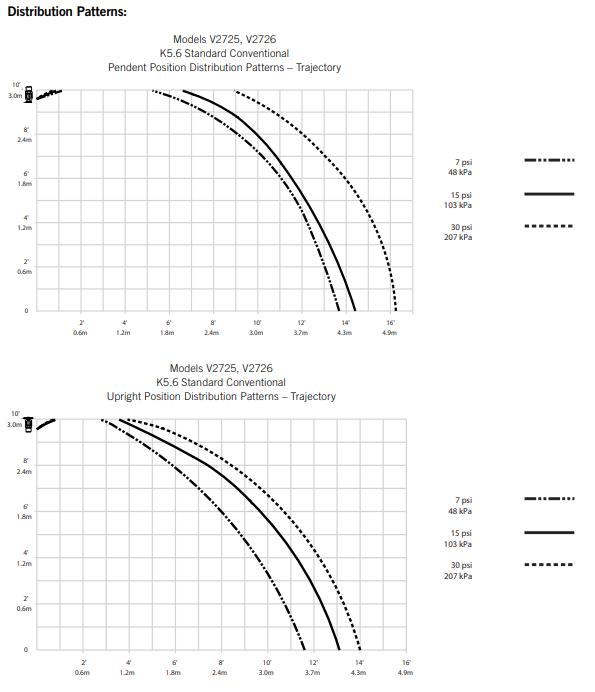 Distribution Patterns:
Models V2725, V2726
K5.6 Standard Conventional
Pendent Position Distribution Patterns – Trajectory
10'
3.0m
8'
2.4m
6'
1.8m
4'
1.2m
2'
0.6m
0
2' 4' 6' 8' 10' 12' 14' 16'
0.6m 1.2m 1.8m 2.4m 3.0m 3.7m 4.3m 4.9m
7 psi
48 kPa
15 psi
103 kPa
30 psi
207 kPa
Models V2725, V2726
K5.6 Standard Conventional
Upright Position Distribution Patterns – Trajectory
10'
3.0m
8'
2.4m
6'
1.8m
4'
1.2m
2'
0.6m
0
2' 4' 6' 8' 10' 12' 14' 16'
0.6m 1.2m 1.8m 2.4m 3.0m 3.7m 4.3m 4.9m
7 psi
48 kPa
15 psi
103 kPa
30 psi
207 kPa